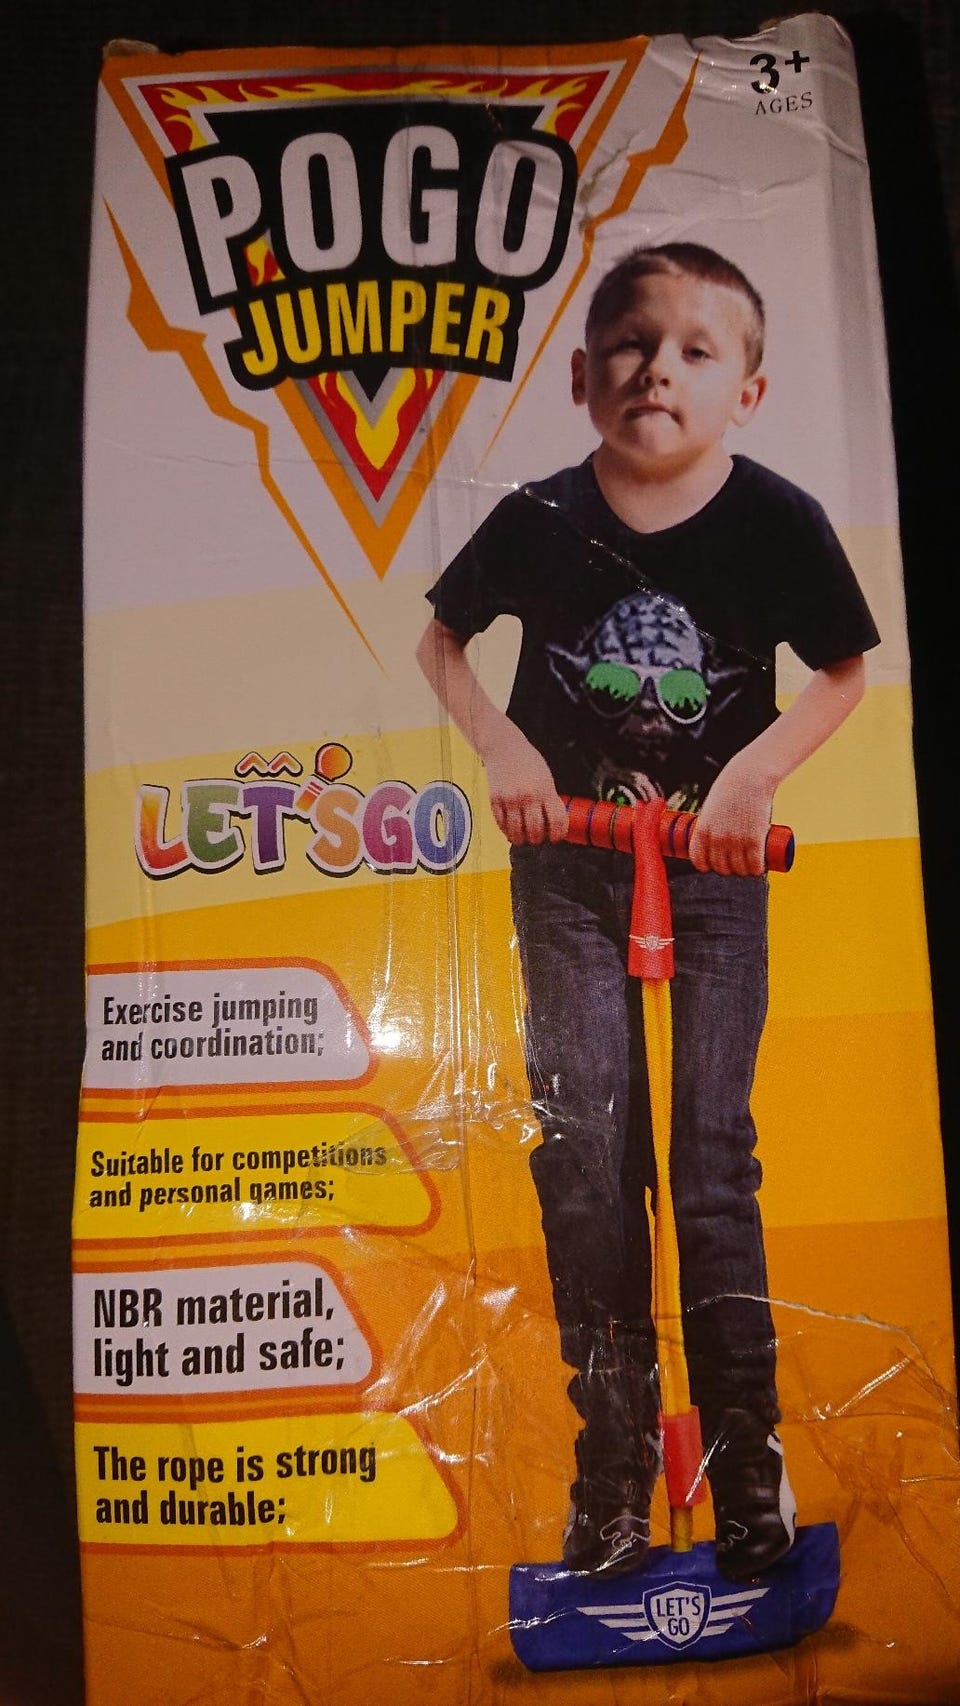 3+
AGES
POGO
JUMPER
LET'SGO
Exercise jumping
and coordination;
Suitable for competitions
and personal games;
NBR material,
light and safe;
The rope is strong
and durable;
LET'S
GO